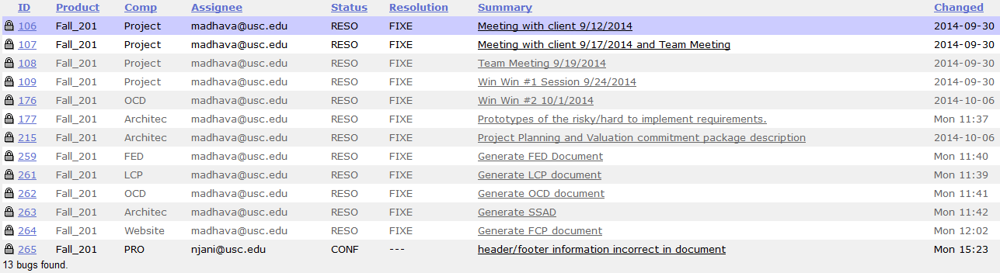 ID Product Comp Assignee Status Resolution Summary Changed
106 Fall_201 Project madhava@usc.edu RESO FIXE Meeting with client 9/12/2014 2014-09-30
107 Fall_201 Project madhava@usc.edu RESO FIXE Meeting with client 9/17/2014 and Team Meeting 2014-09-30
108 Fall_201 Project madhava@usc.edu RESO FIXE Team Meeting 9/19/2014 2014-09-30
109 Fall_201 Project madhava@usc.edu RESO FIXE Win Win #1 Session 9/24/2014 2014-09-30
176 Fall_201 OCD madhava@usc.edu RESO FIXE Win Win #2 10/1/2014 2014-10-06
177 Fall_201 Architec madhava@usc.edu RESO FIXE Prototypes of the risky/hard to implement requirements. Mon 11:37
215 Fall_201 Architec madhava@usc.edu RESO FIXE Project Planning and Valuation commitment package description 2014-10-06
259 Fall_201 FED madhava@usc.edu RESO FIXE Generate FED Document Mon 11:40
261 Fall_201 LCP madhava@usc.edu RESO FIXE Generate LCP document Mon 11:39
262 Fall_201 OCD madhava@usc.edu RESO FIXE Generate OCD document Mon 11:41
263 Fall_201 Architec madhava@usc.edu RESO FIXE Generate SSAD Mon 11:42
264 Fall_201 Website madhava@usc.edu RESO FIXE Generate FCP document Mon 12:02
265 Fall_201 PRO njani@usc.edu CONF --- header/footer information incorrect in document Mon 15:23
13 bugs found.